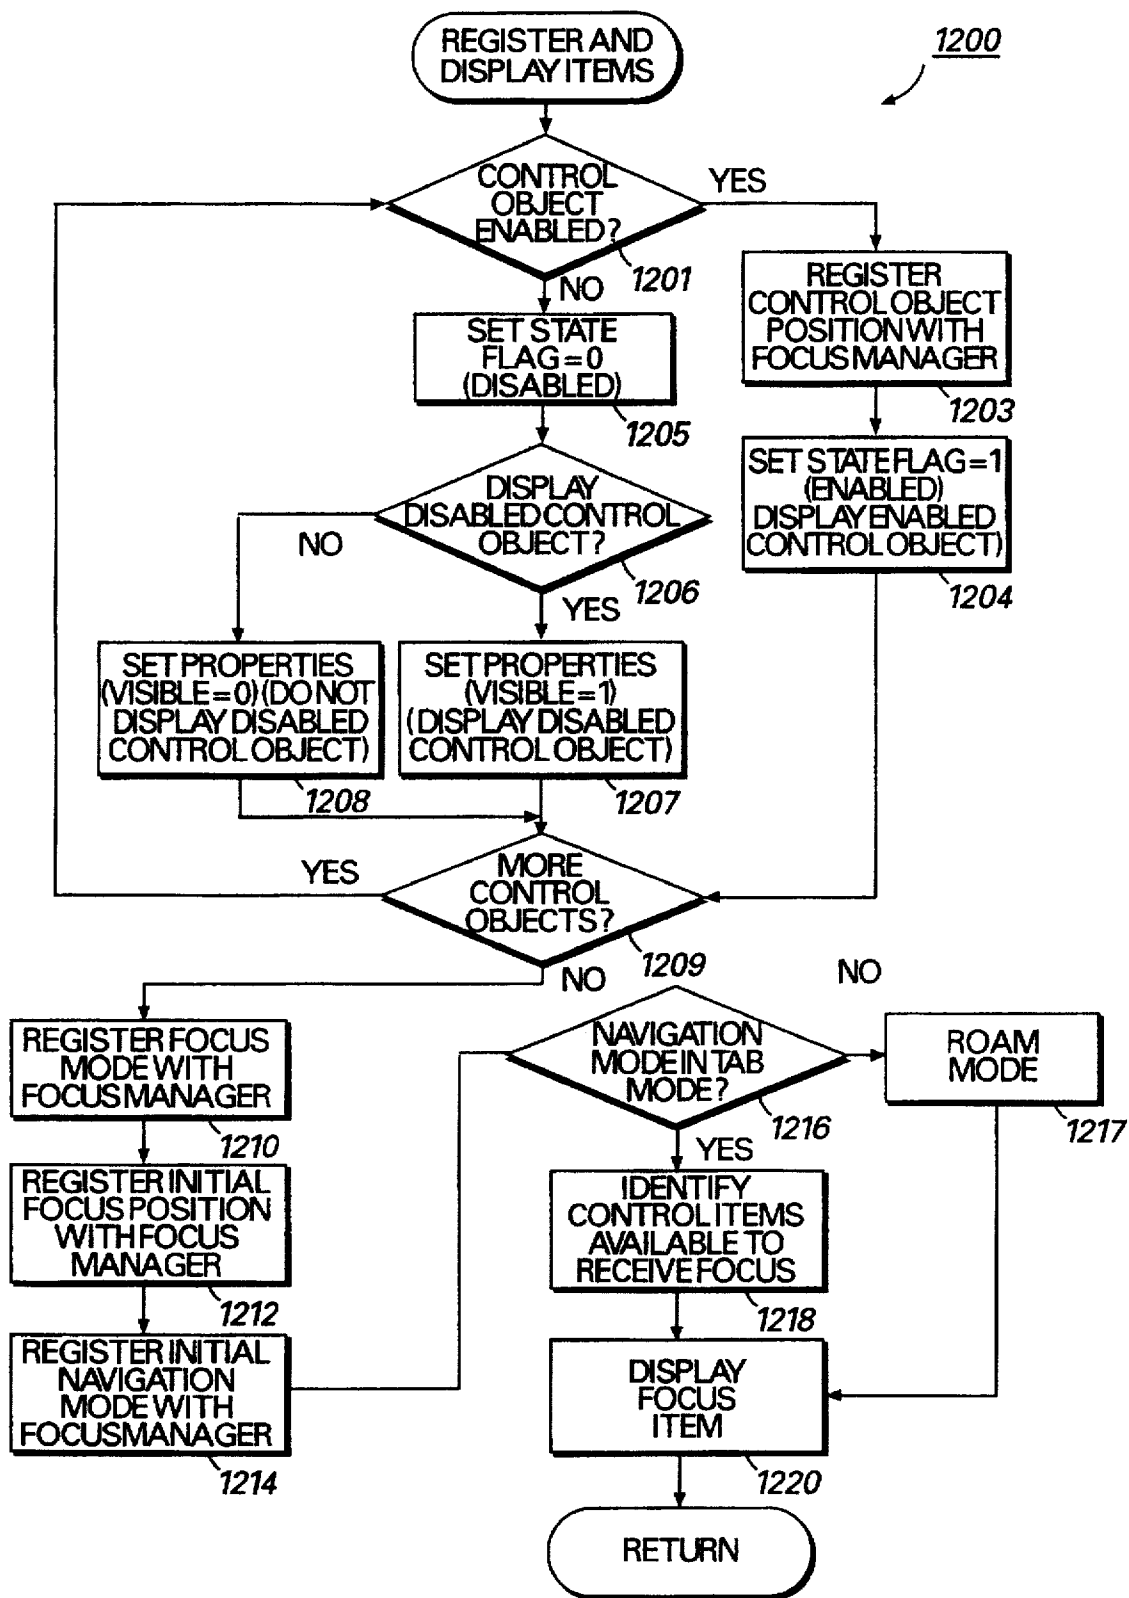 REGISTER AND
DISPLAY ITEMS
1200
CONTROL
OBJECT
ENABLED?
YES
1201
NO
REGISTER
CONTROL OBJECT
POSITION WITH
FOCUS MANAGER
1203
SET STATE
FLAG = 0
(DISABLED)
1205
SET STATE FLAG = 1
(ENABLED)
DISPLAY ENABLED
CONTROL OBJECT)
1204
DISPLAY
DISABLED CONTROL
OBJECT?
NO
1206
YES
SET PROPERTIES
(VISIBLE = 0) (DO NOT
DISPLAY DISABLED
CONTROL OBJECT)
1208
SET PROPERTIES
(VISIBLE = 1)
(DISPLAY DISABLED
CONTROL OBJECT)
1207
YES
MORE
CONTROL
OBJECTS?
1209
NO
REGISTER FOCUS
MODE WITH
FOCUS MANAGER
1210
REGISTER INITIAL
FOCUS POSITION
WITH FOCUS
MANAGER
1212
REGISTER INITIAL
NAVIGATION
MODE WITH
FOCUS MANAGER
1214
NAVIGATION
MODE IN TAB
MODE?
1216
NO
ROAM
MODE
1217
YES
IDENTIFY
CONTROL ITEMS
AVAILABLE TO
RECEIVE FOCUS
1218
DISPLAY
FOCUS
ITEM
1220
RETURN